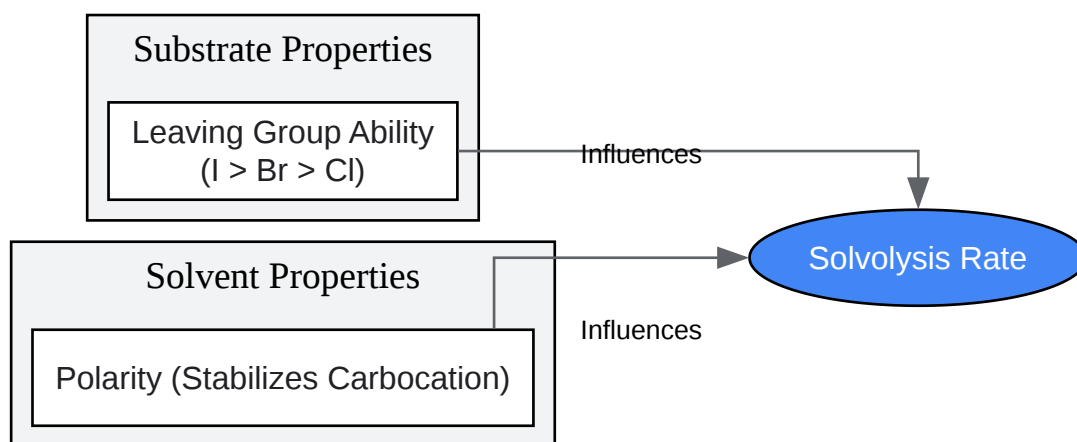 Substrate Properties
Leaving Group Ability
(I > Br > Cl)
Influences
Solvolysis Rate
Solvent Properties
Influences
Polarity (Stabilizes Carbocation)